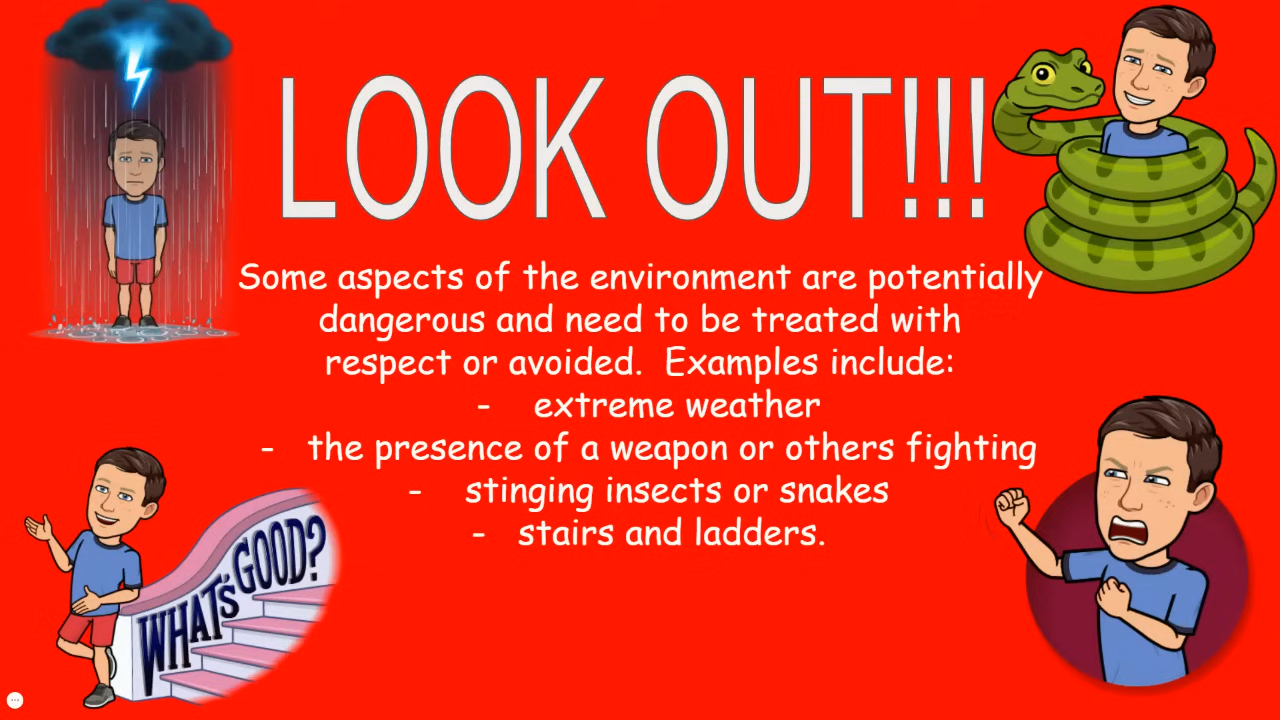 LOOK OUT!!!
Some aspects of the environment are potentially
dangerous and need to be treated with
respect or avoided.  Examples include:
-    extreme weather
-   the presence of a weapon or others fighting
-    stinging insects or snakes
-   stairs and ladders.
WHAT'S GOOD?